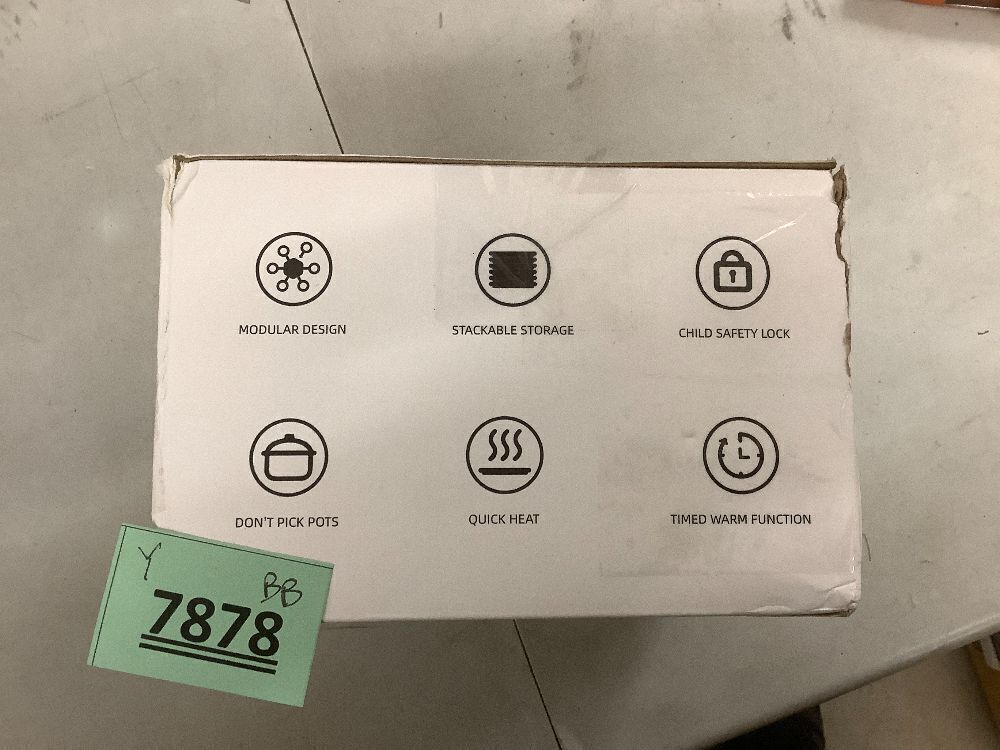 MODULAR DESIGN
STACKABLE STORAGE
CHILD SAFETY LOCK
DON'T PICK POTS
QUICK HEAT
TIMED WARM FUNCTION
Y
BB
7878